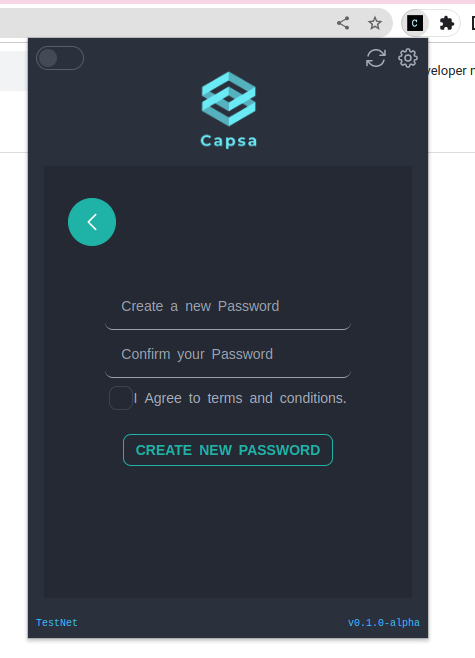 C
veloper
Capsa
Create a new Password
Confirm your Password
I Agree to terms and conditions.
CREATE NEW PASSWORD
TestNet
v0.1.0-alpha